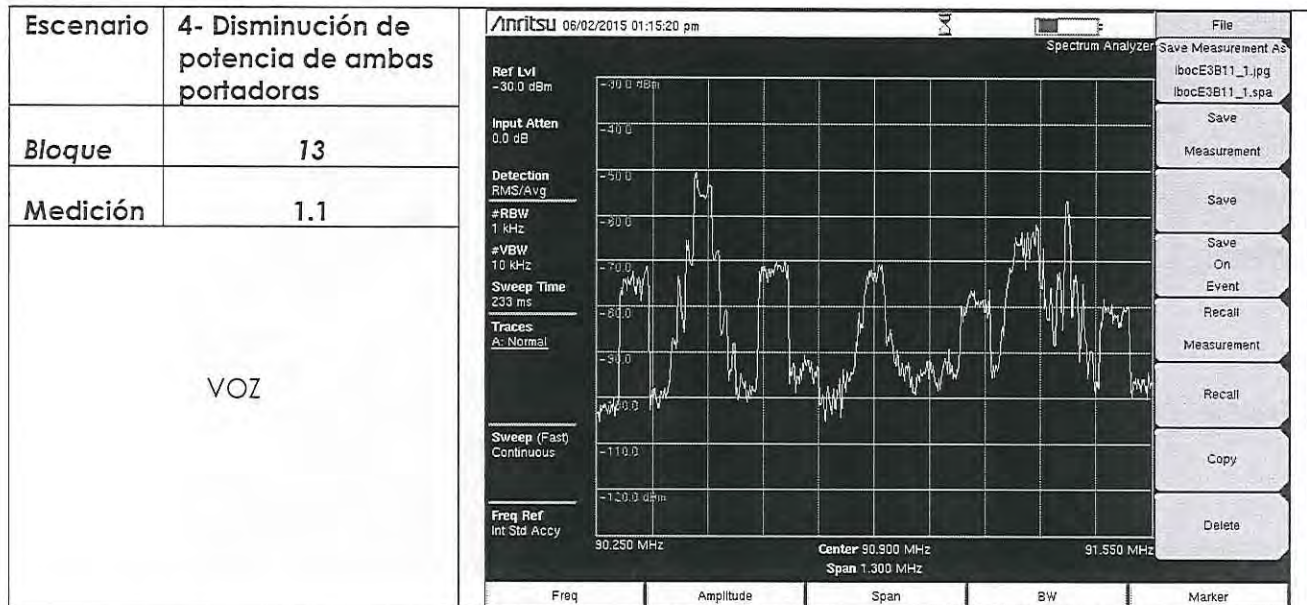 Escenario
4- Disminución de
potencia de ambas
portadoras
Bloque
13
Medición
1.1
VOZ
Anritsu 06/02/2015 01:15:20 pm
Spectrum Analyzer
Ref Lvl
-30.0 dBm
Input Atten
0.0 dB
Detection
RMS/Avg
#RBW
1 kHz
#VBW
10 kHz
Sweep Time
233 ms
Traces
A: Normal
Sweep (Fast)
Continuous
Freq Ref
Int Std Accy
-30.0 dBm
-40.0
-50.0
-60.0
-70.0
-80.0
-90.0
-110.0
-120.0 dBm
90.250 MHz
Center 90.900 MHz
91.550 MHz
Span 1.300 MHz
File
Save Measurement As
IbocE3B11_1.jpg
IbocE3B11_1.spa
Save
Measurement
Save
Save
On
Event
Recall
Measurement
Recall
Copy
Delete
Freq
Amplitude
Span
BW
Marker